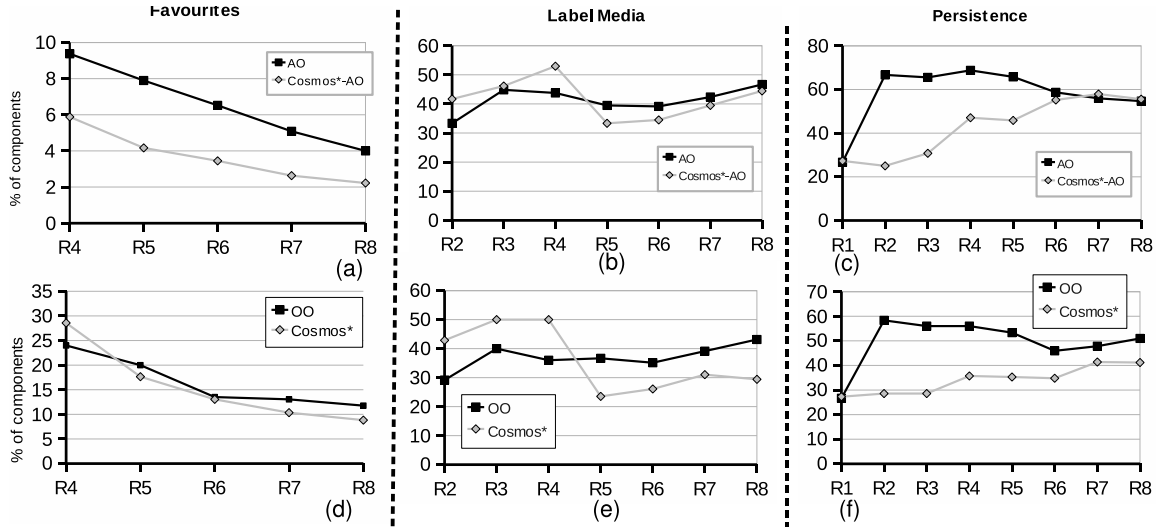 Favourites
% of components
10
8
6
4
2
0
AO
Cosmos*-AO
R4 R5 R6 R7 R8
(a)
Label Media
60
50
40
30
20
10
0
AO
Cosmos*-AO
R2 R3 R4 R5 R6 R7 R8
(b)
Persistence
80
60
40
20
0
AO
Cosmos*-AO
R1 R2 R3 R4 R5 R6 R7 R8
(c)
% of components
35
30
25
20
15
10
5
0
OO
Cosmos*
R4 R5 R6 R7 R8
(d)
60
50
40
30
20
10
0
OO
Cosmos*
R2 R3 R4 R5 R6 R7 R8
(e)
70
60
50
40
30
20
10
0
OO
Cosmos*
R1 R2 R3 R4 R5 R6 R7 R8
(f)